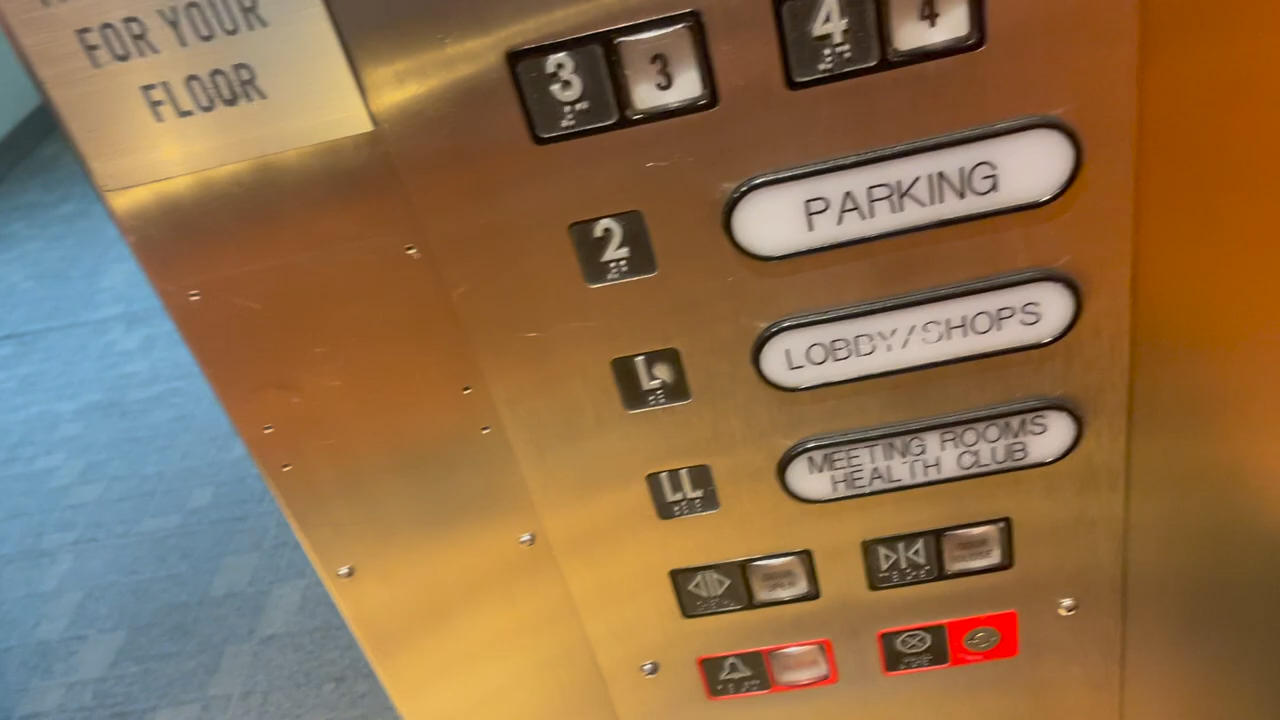 FOR YOUR
FLOOR
3 3
4 4
2 PARKING
L LOBBY/SHOPS
LL MEETING ROOMS
HEALTH CLUB